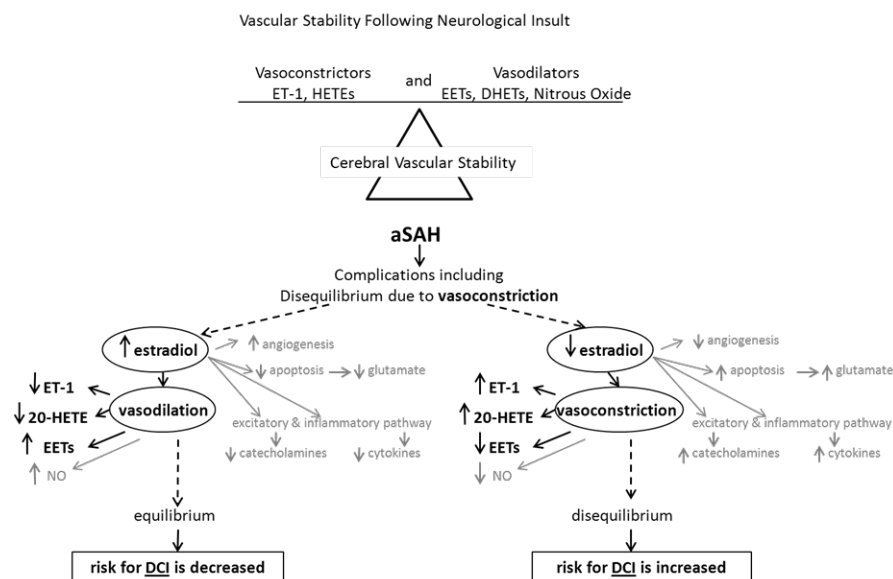 Vascular Stability Following Neurological Insult
Vasoconstrictors and Vasodilators
ET-1, HETEs EETs, DHETs, Nitrous Oxide
Cerebral Vascular Stability
aSAH
Complications including
Disequilibrium due to vasoconstriction
↑ estradiol
↑ angiogenesis
↓ apoptosis → ↓ glutamate
↓ ET-1
↓ 20-HETE
↑ EETs
↑ NO
vasodilation
excitatory & inflammatory pathway
↓ catecholamines ↓ cytokines
equilibrium
risk for DCI is decreased
↓ estradiol
↓ angiogenesis
↑ apoptosis → ↑ glutamate
↑ ET-1
↑ 20-HETE
↓ EETs
↓ NO
vasoconstriction
excitatory & inflammatory pathway
↑ catecholamines ↑ cytokines
disequilibrium
risk for DCI is increased